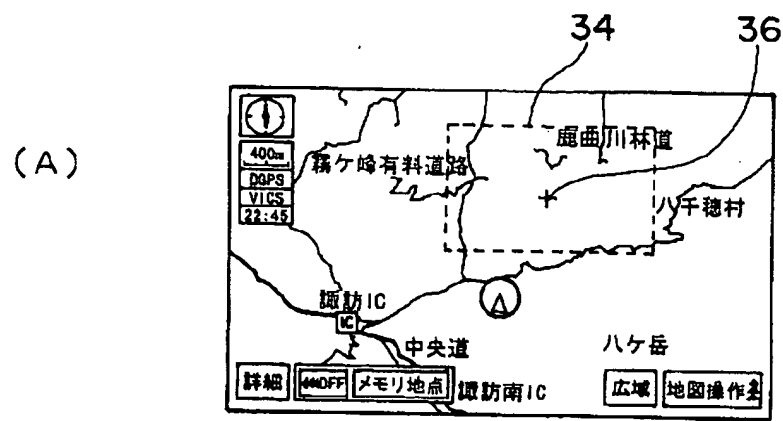 34
36
(A)
400m
鹿曲川林道
霧ケ峰有料道路
DGPS
VICS
22:45
八千穂村
諏訪IC
IC
中央道
八ケ岳
詳細
OFF
メモリ地点
諏訪南IC
広域
地図操作